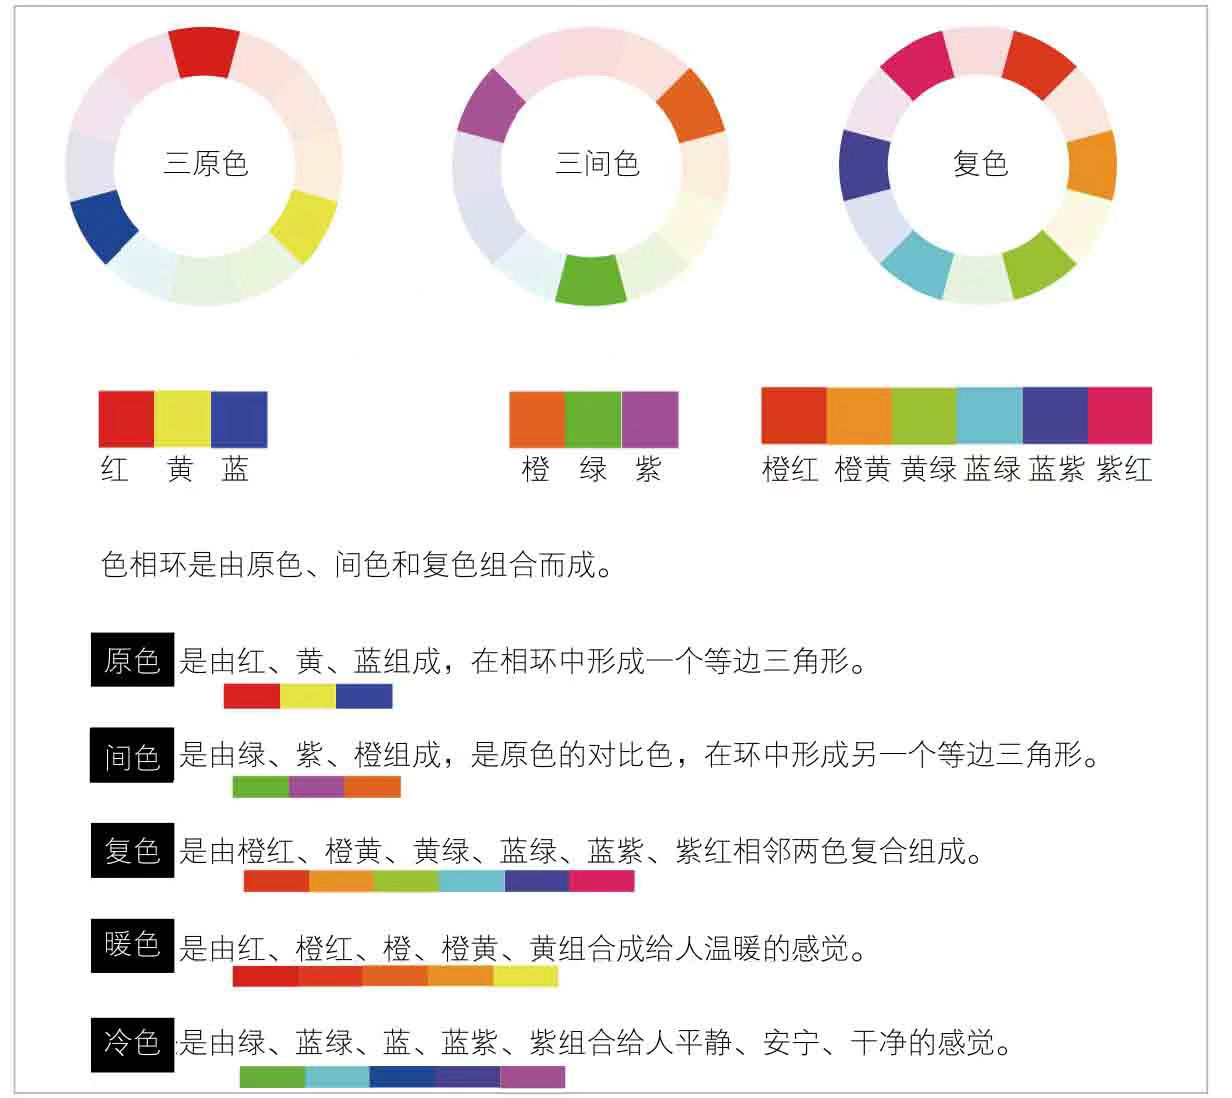 三原色
三间色
复色
红 黄 蓝
橙 绿 紫
橙红 橙黄 黄绿 蓝绿 蓝紫 紫红
色相环是由原色、间色和复色组合而成。
原色 是由红、黄、蓝组成，在相环中形成一个等边三角形。
间色 是由绿、紫、橙组成，是原色的对比色，在环中形成另一个等边三角形。
复色 是由橙红、橙黄、黄绿、蓝绿、蓝紫、紫红相邻两色复合组成。
暖色 是由红、橙红、橙、橙黄、黄组合成给人温暖的感觉。
冷色 是由绿、蓝绿、蓝、蓝紫、紫组合给人平静、安宁、干净的感觉。